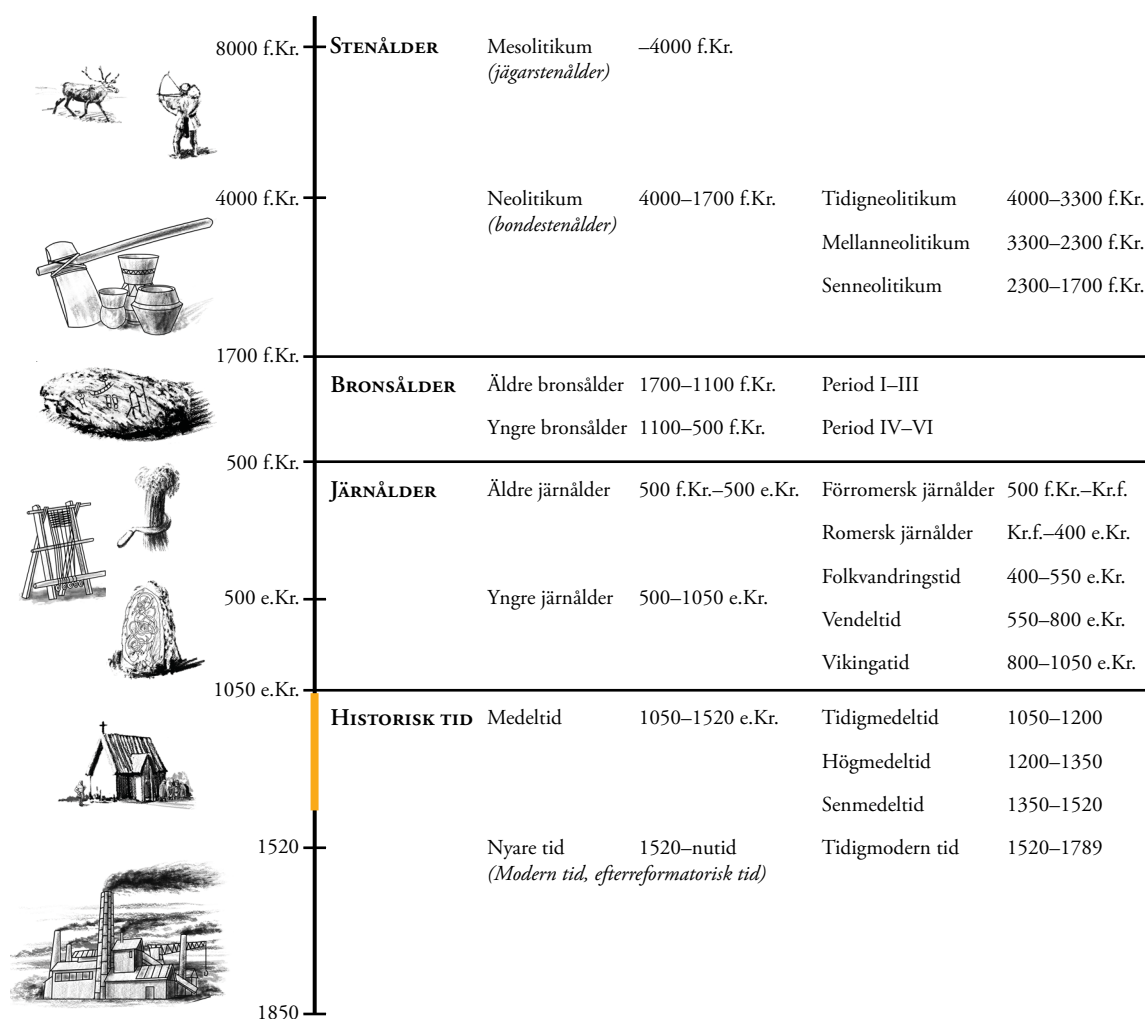 8000 f.Kr. STENÅLDER Mesolitikum –4000 f.Kr.
(jägarstenålder)
4000 f.Kr. Neolitikum 4000–1700 f.Kr. Tidigneolitikum 4000–3300 f.Kr.
(bondestenålder)
Mellanneolitikum 3300–2300 f.Kr.
Senneolitikum 2300–1700 f.Kr.
1700 f.Kr.
BRONSÅLDER Äldre bronsålder 1700–1100 f.Kr. Period I–III
Yngre bronsålder 1100–500 f.Kr. Period IV–VI
500 f.Kr.
JÄRNÅLDER Äldre järnålder 500 f.Kr.–500 e.Kr. Förromersk järnålder 500 f.Kr.–Kr.f.
Romersk järnålder Kr.f.–400 e.Kr.
Folkvandringstid 400–550 e.Kr.
500 e.Kr. Yngre järnålder 500–1050 e.Kr.
Vendeltid 550–800 e.Kr.
Vikingatid 800–1050 e.Kr.
1050 e.Kr.
HISTORISK TID Medeltid 1050–1520 e.Kr. Tidigmedeltid 1050–1200
Högmedeltid 1200–1350
Senmedeltid 1350–1520
1520 Nyare tid 1520–nutid Tidigmodern tid 1520–1789
(Modern tid, efterreformatorisk tid)
1850